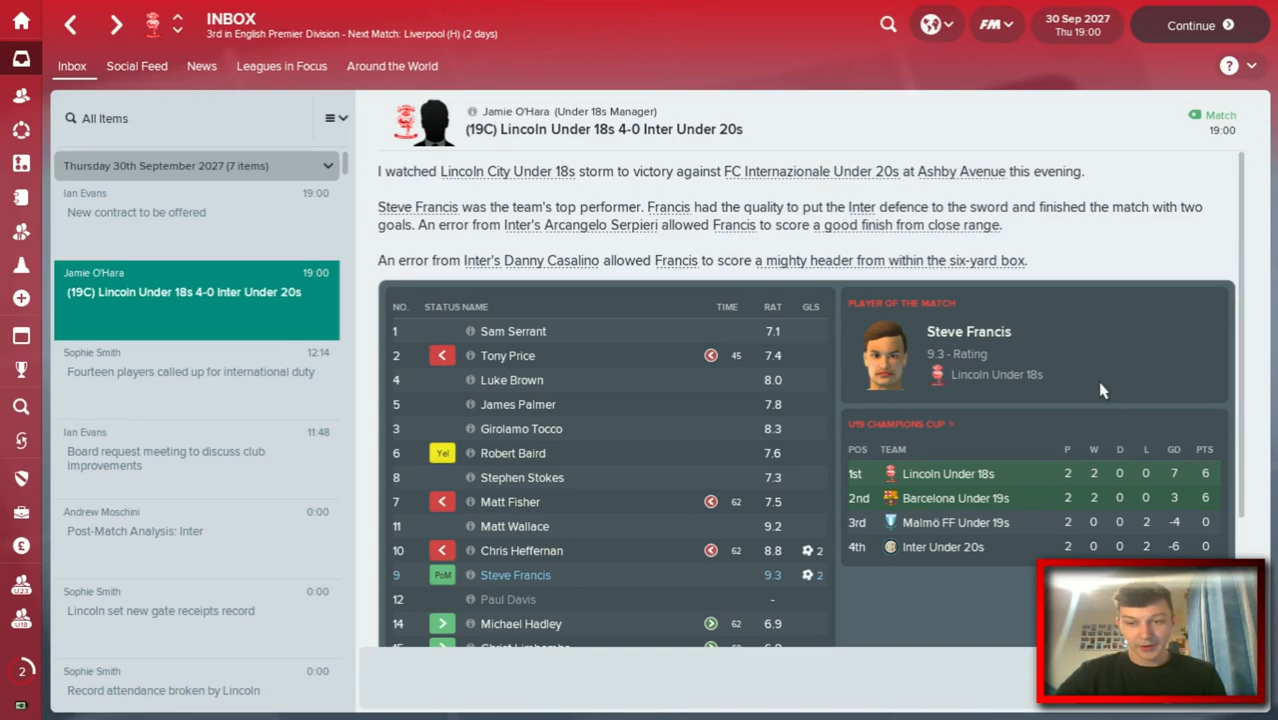 INBOX
3rd in English Premier Division - Next Match: Liverpool (H) (2 days)
FM
30 Sep 2027
Thu 19:00
Continue
Inbox
Social Feed
News
Leagues in Focus
Around the World
?
All Items
Thursday 30th September 2027 (7 items)
Ian Evans 19:00
New contract to be offered
Jamie O'Hara 19:00
(19C) Lincoln Under 18s 4-0 Inter Under 20s
Sophie Smith 12:14
Fourteen players called up for international duty
Ian Evans 11:48
Board request meeting to discuss club
improvements
Andrew Moschini 0:00
Post-Match Analysis: Inter
Sophie Smith 0:00
Lincoln set new gate receipts record
Sophie Smith 0:00
Record attendance broken by Lincoln
U23
U18
2
Jamie O'Hara (Under 18s Manager)
(19C) Lincoln Under 18s 4-0 Inter Under 20s
Match
19:00
I watched Lincoln City Under 18s storm to victory against FC Internazionale Under 20s at Ashby Avenue this evening.
Steve Francis was the team's top performer. Francis had the quality to put the Inter defence to the sword and finished the match with two
goals. An error from Inter's Arcangelo Serpieri allowed Francis to score a good finish from close range.
An error from Inter's Danny Casalino allowed Francis to score a mighty header from within the six-yard box.
NO. STATUS NAME TIME RAT GLS
1 Sam Serrant 7.1
2 Tony Price 45 7.4
4 Luke Brown 8.0
5 James Palmer 7.8
3 Girolamo Tocco 8.3
6 Yel Robert Baird 7.6
8 Stephen Stokes 7.3
7 Matt Fisher 62 7.5
11 Matt Wallace 9.2
10 Chris Heffernan 62 8.8 2
9 PoM Steve Francis 9.3 2
12 Paul Davis -
14 Michael Hadley 62 6.9
PLAYER OF THE MATCH
Steve Francis
9.3 - Rating
Lincoln Under 18s
U19 CHAMPIONS CUP >
POS TEAM P W D L GD PTS
1st Lincoln Under 18s 2 2 0 0 7 6
2nd Barcelona Under 19s 2 2 0 0 3 6
3rd Malmö FF Under 19s 2 0 0 2 -4 0
4th Inter Under 20s 2 0 0 2 -6 0